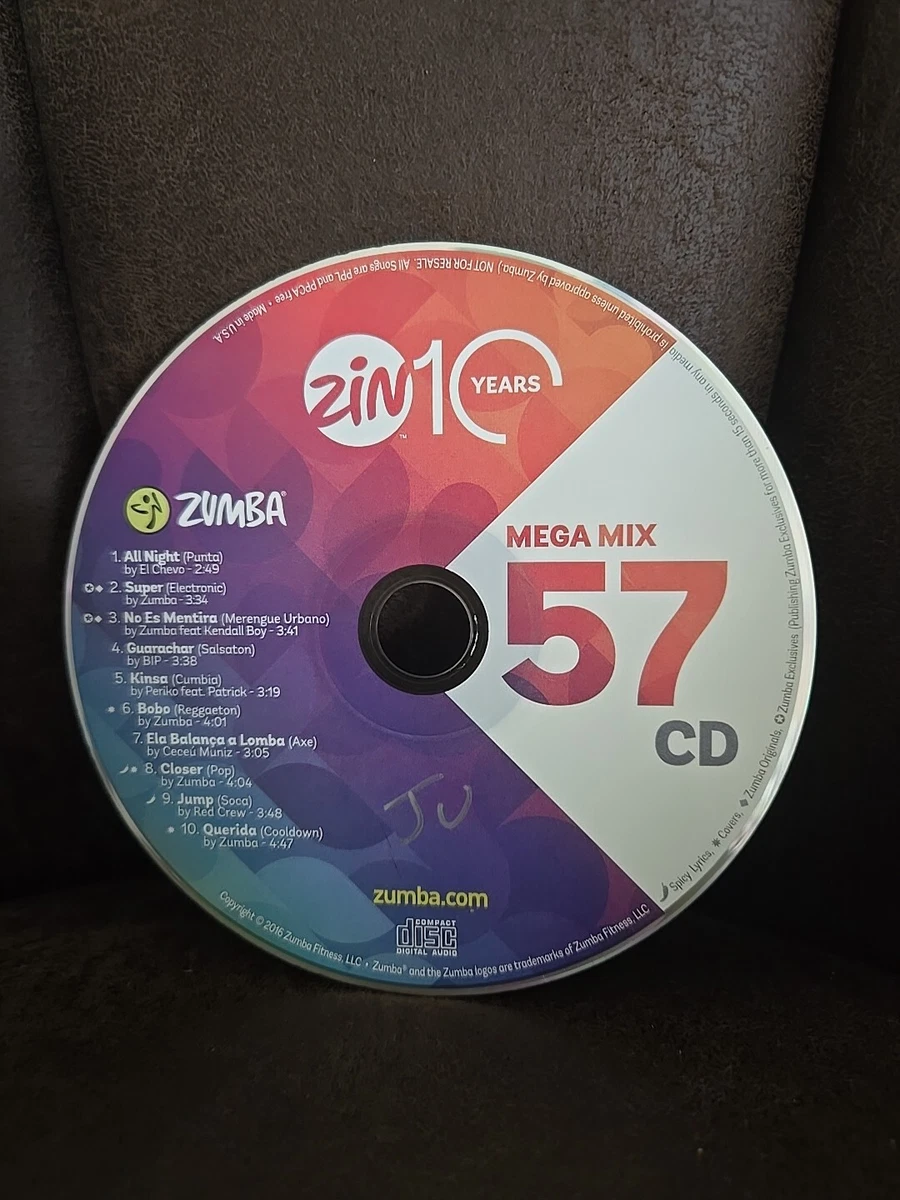 ZiN™ 10 YEARS
ZUMBA®
MEGA MIX
57
CD
1. All Night (Punta)
by El Chevo - 2:49
2. Super (Electronic)
by Zumba - 3:34
3. No Es Mentira (Merengue Urbano)
by Zumba feat Kendall Boy - 3:41
4. Guarachar (Salsaton)
by BIP - 3:38
5. Kinsa (Cumbia)
by Periko feat. Patrick - 3:19
6. Bobo (Reggaeton)
by Zumba - 4:01
7. Ela Balança a Lomba (Axe)
by Ceceú Muniz - 3:05
8. Closer (Pop)
by Zumba - 4:04
9. Jump (Soca)
by Red Crew - 3:48
10. Querida (Cooldown)
by Zumba - 4:47
JU
zumba.com
COMPACT
disc
DIGITAL AUDIO
Copyright © 2016 Zumba Fitness, LLC • Zumba® and the Zumba logos are trademarks of Zumba Fitness, LLC
Spicy Lyrics, Covers, Zumba Originals, Zumba Exclusives (Publishing Zumba Exclusives for more than 15 seconds in any media is prohibited unless approved by Zumba.) NOT FOR RESALE. All Songs are PPL and PPCA free • Made in U.S.A.